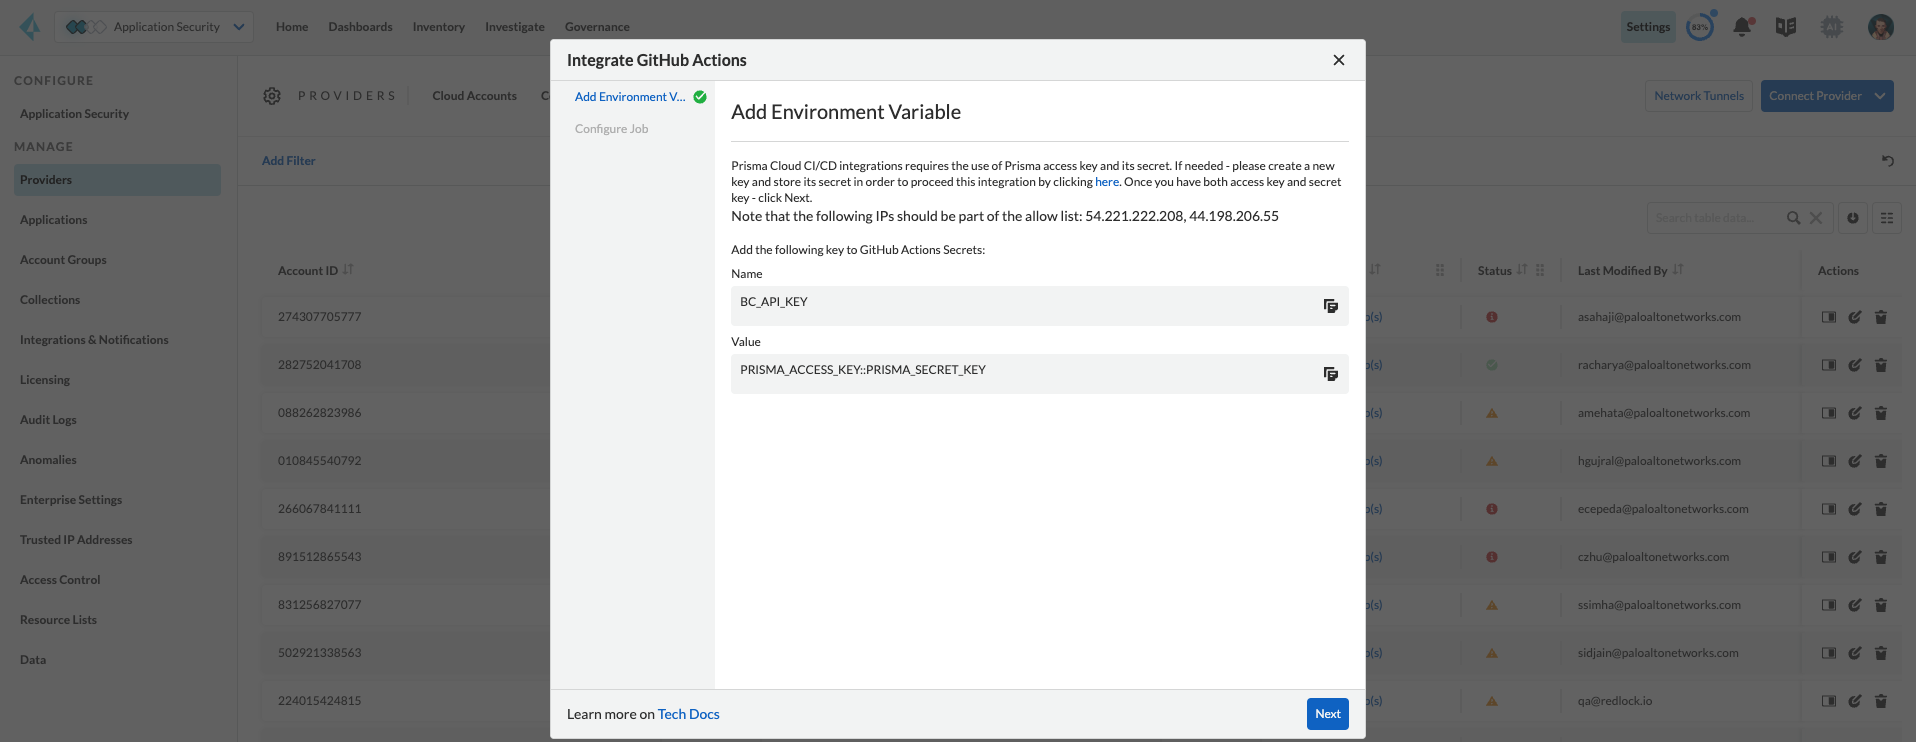 Application Security
Home
Dashboards
Inventory
Investigate
Governance
Settings
83%
AI
CONFIGURE
Application Security
MANAGE
Providers
Applications
Account Groups
Collections
Integrations & Notifications
Licensing
Audit Logs
Anomalies
Enterprise Settings
Trusted IP Addresses
Access Control
Resource Lists
Data
PROVIDERS
Cloud Accounts
Network Tunnels
Connect Provider
Add Filter
Search table data...
Account ID
Status
Last Modified By
Actions
274307705777
asahaji@paloaltonetworks.com
282752041708
racharya@paloaltonetworks.com
088262823986
amehata@paloaltonetworks.com
010845540792
hgujral@paloaltonetworks.com
266067841111
ecepeda@paloaltonetworks.com
891512865543
czhu@paloaltonetworks.com
831256827077
ssimha@paloaltonetworks.com
502921338563
sidjain@paloaltonetworks.com
224015424815
qa@redlock.io
Integrate GitHub Actions
Add Environment V...
Configure Job
Add Environment Variable
Prisma Cloud CI/CD integrations requires the use of Prisma access key and its secret. If needed - please create a new
key and store its secret in order to proceed this integration by clicking here. Once you have both access key and secret
key - click Next.
Note that the following IPs should be part of the allow list: 54.221.222.208, 44.198.206.55
Add the following key to GitHub Actions Secrets:
Name
BC_API_KEY
Value
PRISMA_ACCESS_KEY::PRISMA_SECRET_KEY
Learn more on Tech Docs
Next